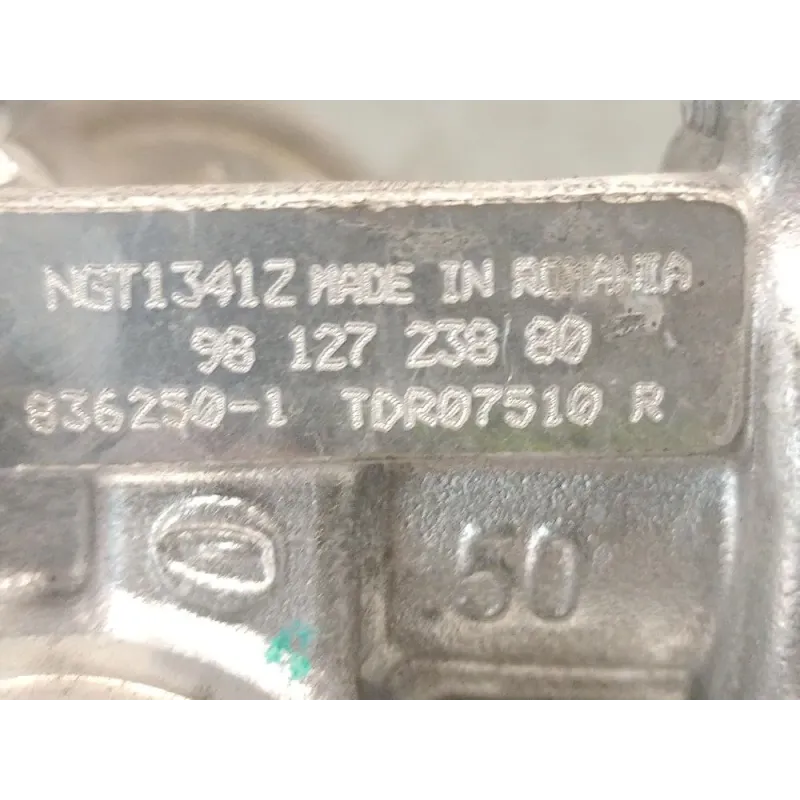 NGT1341Z MADE IN ROMANIA
98 127 238 80
836250-1 TDR07510 R
50